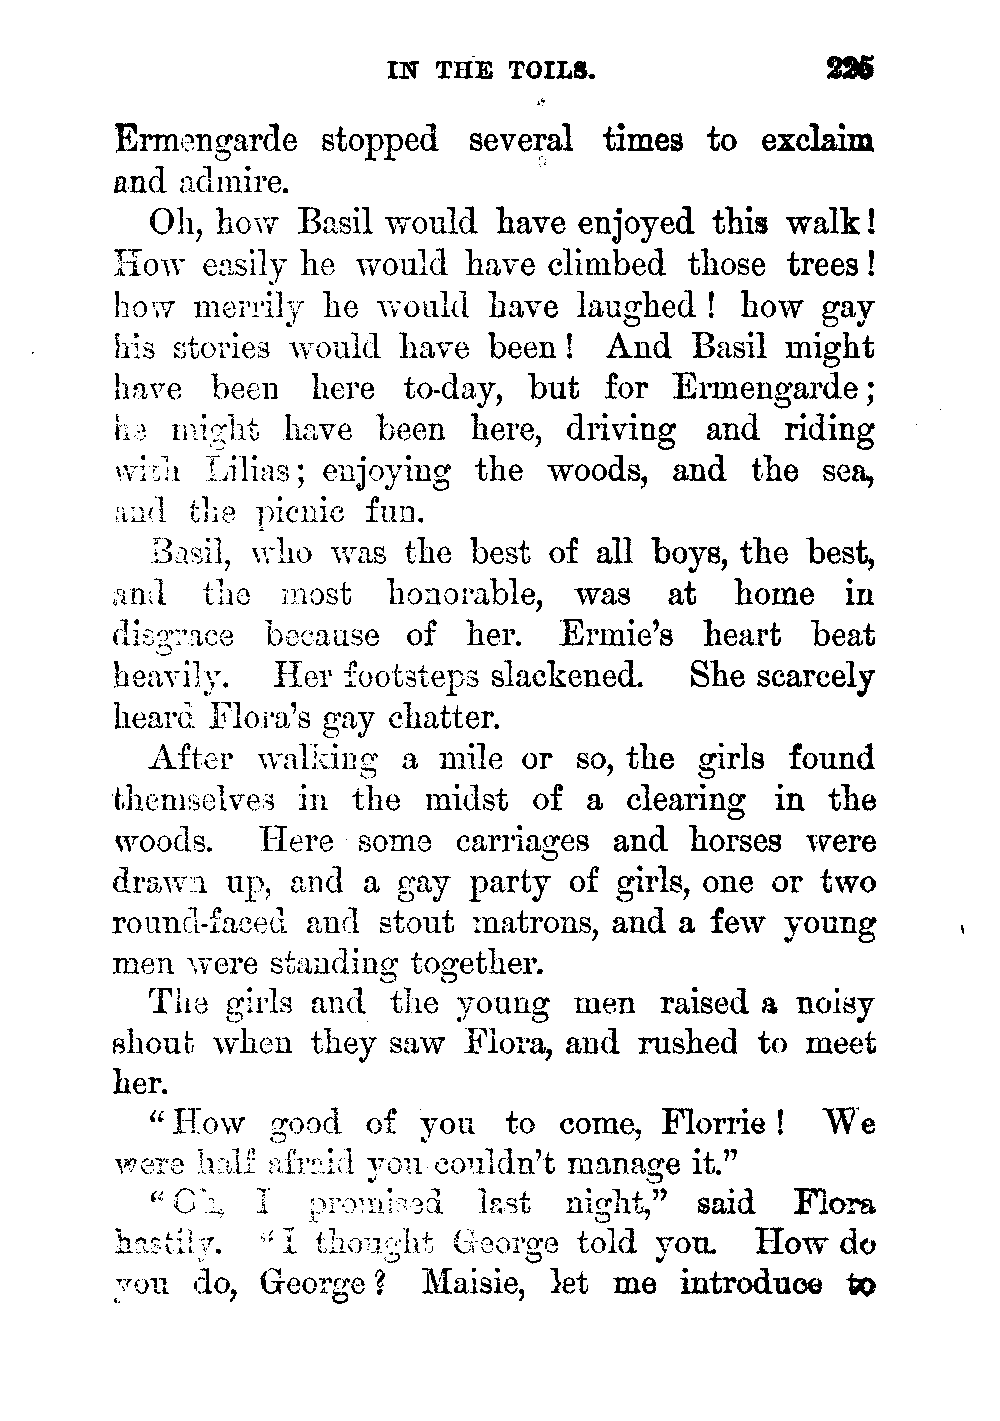 IN THE TOILS. 225
Ermengarde stopped several times to exclaim
and admire.
Oh, how Basil would have enjoyed this walk!
How easily he would have climbed those trees!
how merrily he would have laughed! how gay
his stories would have been! And Basil might
have been here to-day, but for Ermengarde;
he might have been here, driving and riding
with Lilias; enjoying the woods, and the sea,
and the picnic fun.
Basil, who was the best of all boys, the best,
and the most honorable, was at home in
disgrace because of her. Ermie's heart beat
heavily. Her footsteps slackened. She scarcely
heard Flora's gay chatter.
After walking a mile or so, the girls found
themselves in the midst of a clearing in the
woods. Here some carriages and horses were
drawn up, and a gay party of girls, one or two
round-faced and stout matrons, and a few young
men were standing together.
The girls and the young men raised a noisy
shout when they saw Flora, and rushed to meet
her.
"How good of you to come, Florrie! We
were half afraid you couldn't manage it."
"Oh, I promised last night," said Flora
hastily. "I thought George told you. How do
you do, George? Maisie, let me introduce to